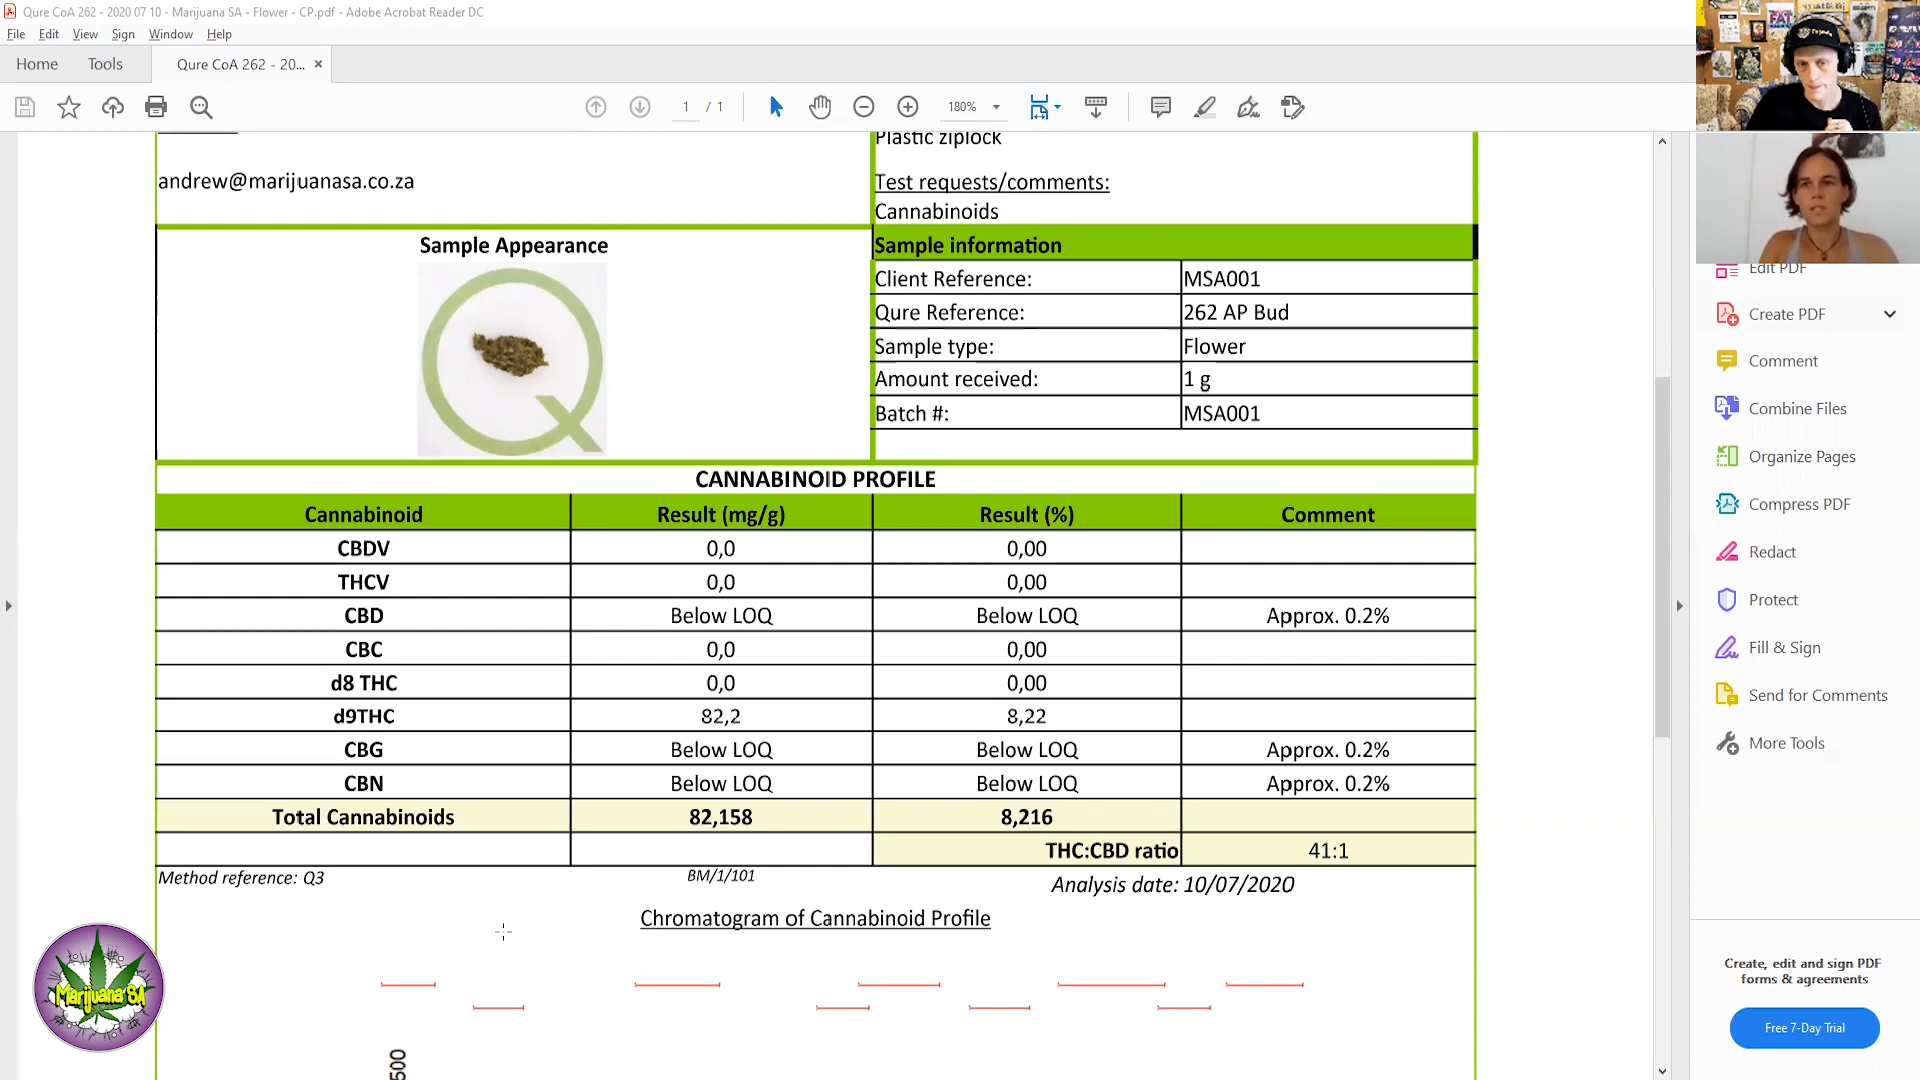 Qure CoA 262 - 2020 07 10 - Marijuana SA - Flower - CP.pdf - Adobe Acrobat Reader DC
File Edit View Sign Window Help
Home Tools Qure CoA 262 - 20... ×
1 / 1 180%
Plastic ziplock
andrew@marijuanasa.co.za
Test requests/comments:
Cannabinoids
Sample Appearance
Sample information
Client Reference: MSA001
Qure Reference: 262 AP Bud
Sample type: Flower
Amount received: 1 g
Batch #: MSA001
CANNABINOID PROFILE
Cannabinoid Result (mg/g) Result (%) Comment
CBDV 0,0 0,00
THCV 0,0 0,00
CBD Below LOQ Below LOQ Approx. 0.2%
CBC 0,0 0,00
d8 THC 0,0 0,00
d9THC 82,2 8,22
CBG Below LOQ Below LOQ Approx. 0.2%
CBN Below LOQ Below LOQ Approx. 0.2%
Total Cannabinoids 82,158 8,216
THC:CBD ratio 41:1
Method reference: Q3 BM/1/101 Analysis date: 10/07/2020
Chromatogram of Cannabinoid Profile
500
Marijuana SA
Edit PDF
Create PDF
Comment
Combine Files
Organize Pages
Compress PDF
Redact
Protect
Fill & Sign
Send for Comments
More Tools
Create, edit and sign PDF
forms & agreements
Free 7-Day Trial